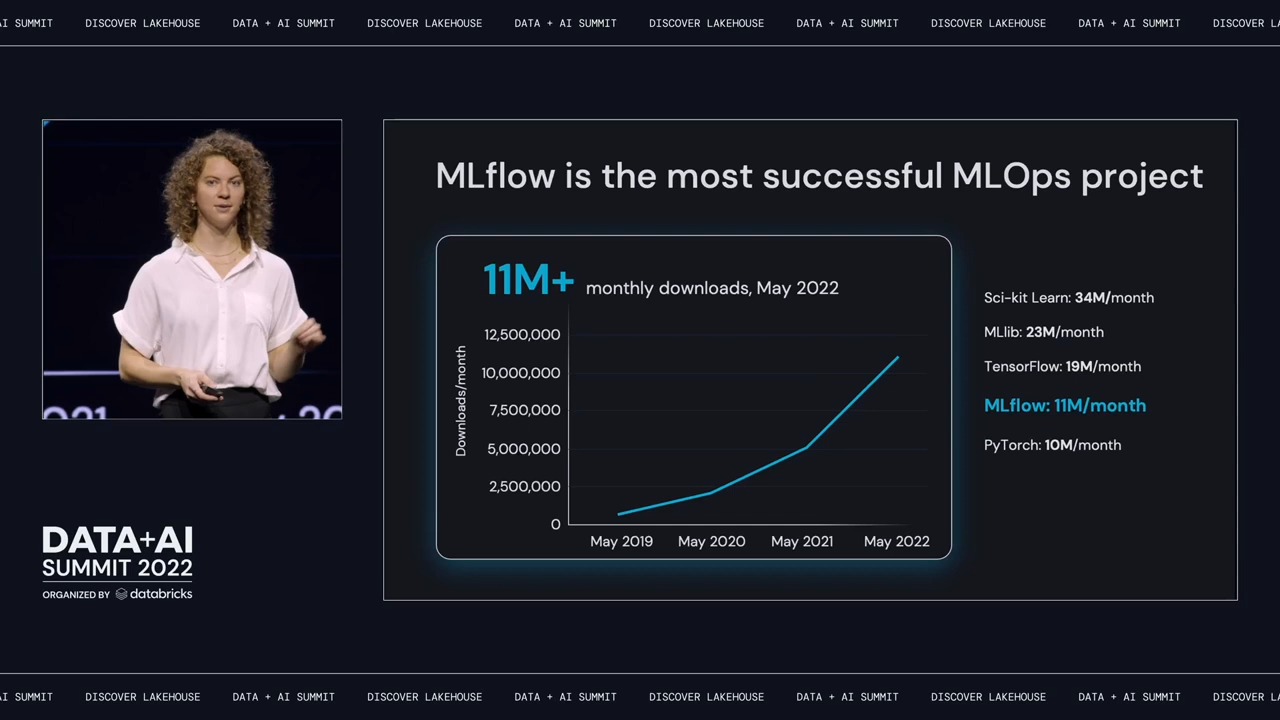 AI SUMMIT DISCOVER LAKEHOUSE DATA + AI SUMMIT DISCOVER LAKEHOUSE DATA + AI SUMMIT DISCOVER LAKEHOUSE DATA + AI SUMMIT DISCOVER LAKEHOUSE DATA + AI SUMMIT DISCOVER
MLflow is the most successful MLOps project
11M+ monthly downloads, May 2022
Downloads/month
12,500,000
10,000,000
7,500,000
5,000,000
2,500,000
0
May 2019 May 2020 May 2021 May 2022
Sci-kit Learn: 34M/month
MLlib: 23M/month
TensorFlow: 19M/month
MLflow: 11M/month
PyTorch: 10M/month
DATA+AI
SUMMIT 2022
ORGANIZED BY databricks
AI SUMMIT DISCOVER LAKEHOUSE DATA + AI SUMMIT DISCOVER LAKEHOUSE DATA + AI SUMMIT DISCOVER LAKEHOUSE DATA + AI SUMMIT DISCOVER LAKEHOUSE DATA + AI SUMMIT DISCOVER